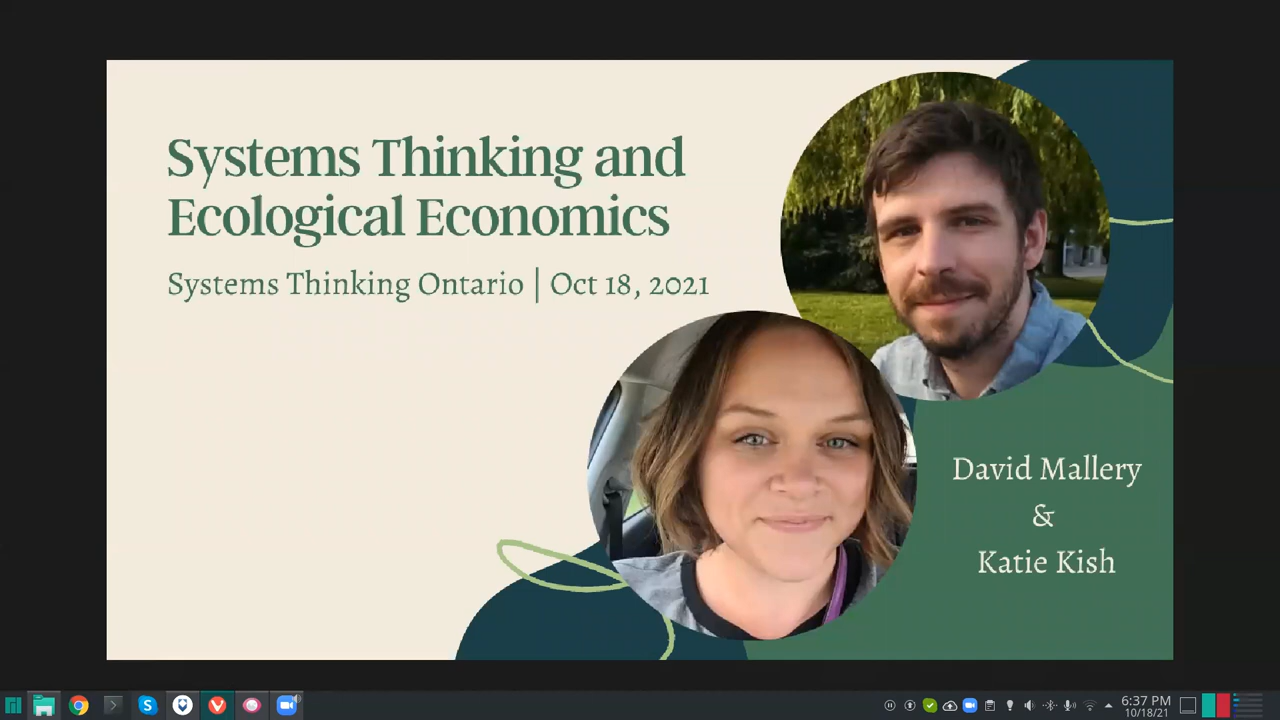 Systems Thinking and
Ecological Economics
Systems Thinking Ontario | Oct 18, 2021
David Mallery
&
Katie Kish
6:37 PM
10/18/21